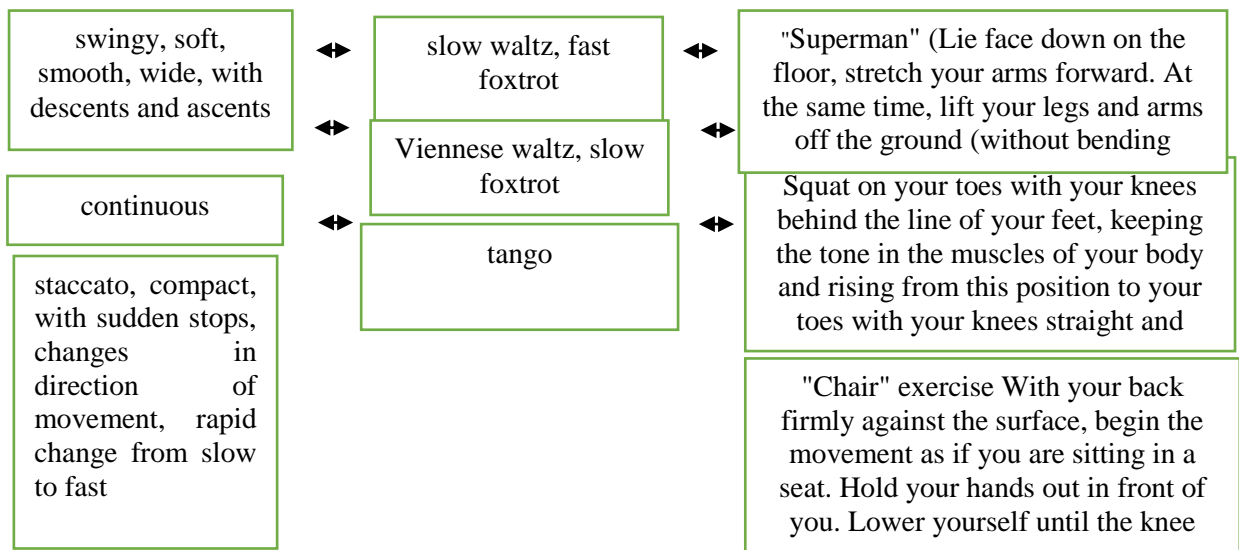 swingy, soft,
smooth, wide, with
descents and ascents
continuous
staccato, compact,
with sudden stops,
changes in
direction of
movement, rapid
change from slow
to fast
slow waltz, fast
foxtrot
Viennese waltz, slow
foxtrot
tango
"Superman" (Lie face down on the
floor, stretch your arms forward. At
the same time, lift your legs and arms
off the ground (without bending
Squat on your toes with your knees
behind the line of your feet, keeping
the tone in the muscles of your body
and rising from this position to your
toes with your knees straight and
"Chair" exercise With your back
firmly against the surface, begin the
movement as if you are sitting in a
seat. Hold your hands out in front of
you. Lower yourself until the knee